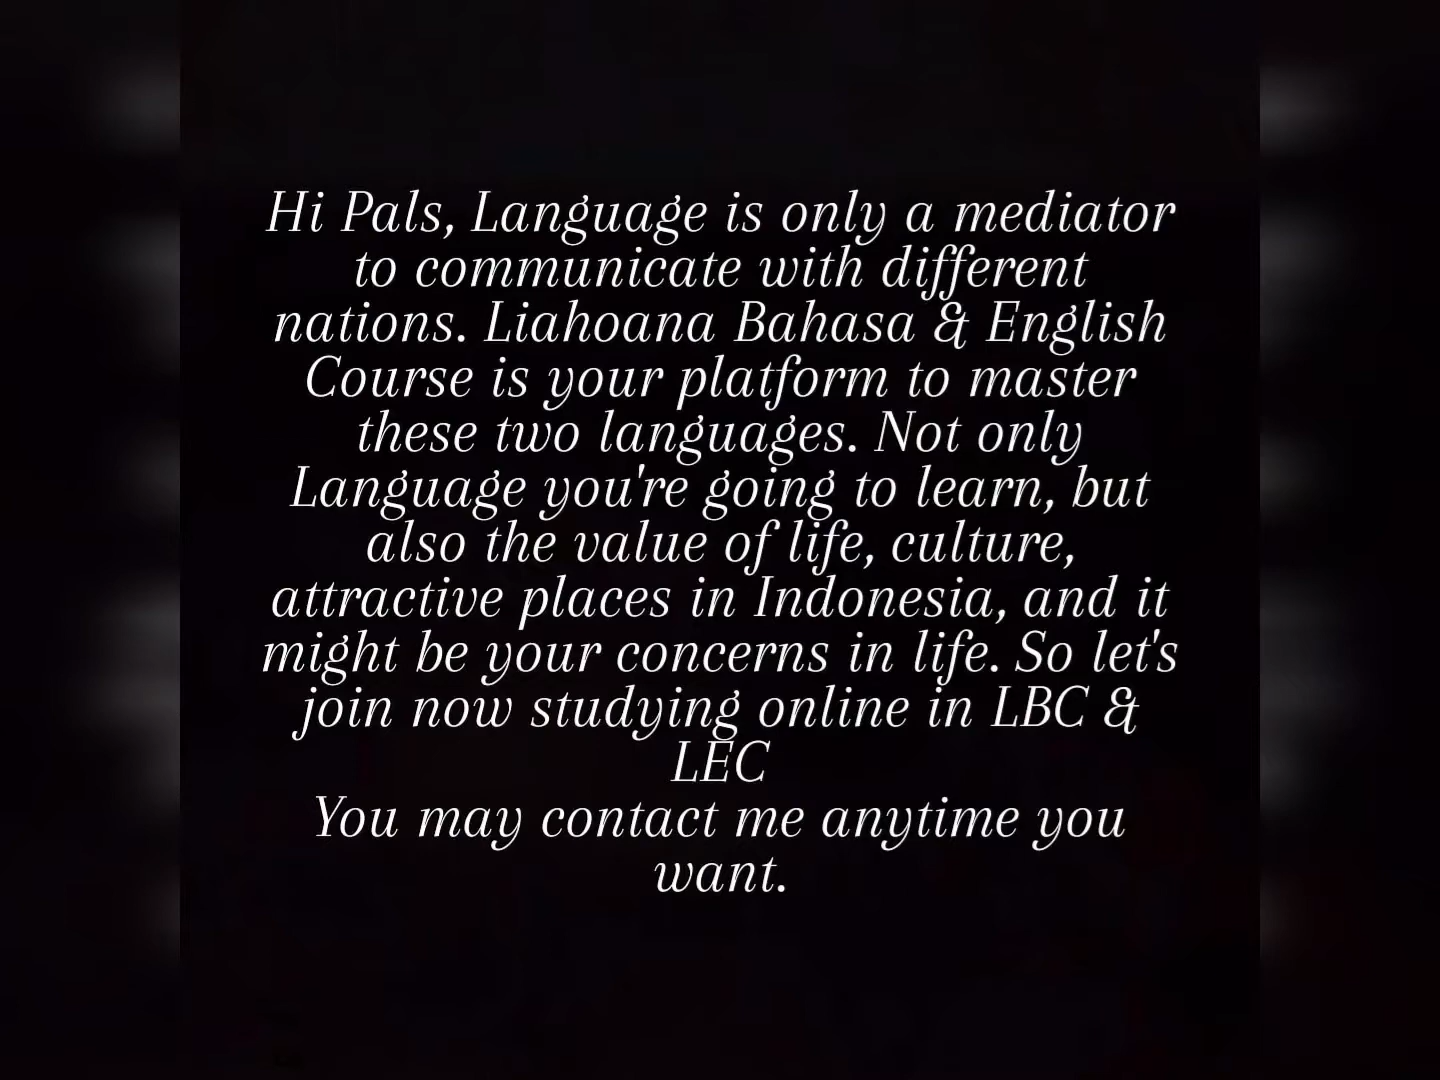 Hi Pals, Language is only a mediator
to communicate with different
nations. Liahoana Bahasa & English
Course is your platform to master
these two languages. Not only
Language you're going to learn, but
also the value of life, culture,
attractive places in Indonesia, and it
might be your concerns in life. So let's
join now studying online in LBC &
LEC
You may contact me anytime you
want.